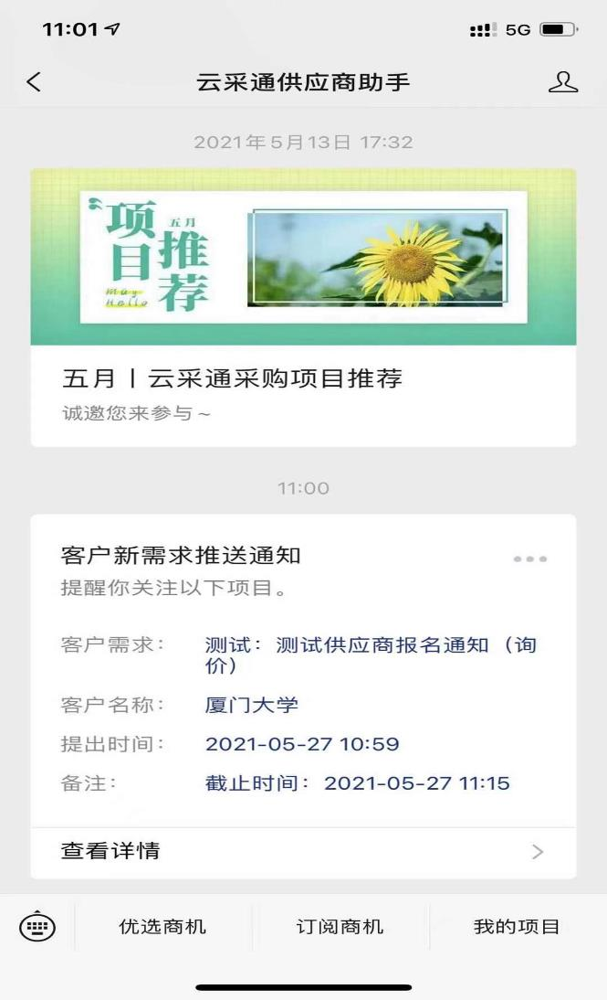 11:01
5G
云采通供应商助手
2021年5月13日 17:32
项目
五月
推荐
May
Hello
五月丨云采通采购项目推荐
诚邀您来参与~
11:00
客户新需求推送通知
提醒你关注以下项目。
客户需求： 测试：测试供应商报名通知（询
价）
客户名称： 厦门大学
提出时间： 2021-05-27 10:59
备注： 截止时间：2021-05-27 11:15
查看详情
优选商机 订阅商机 我的项目